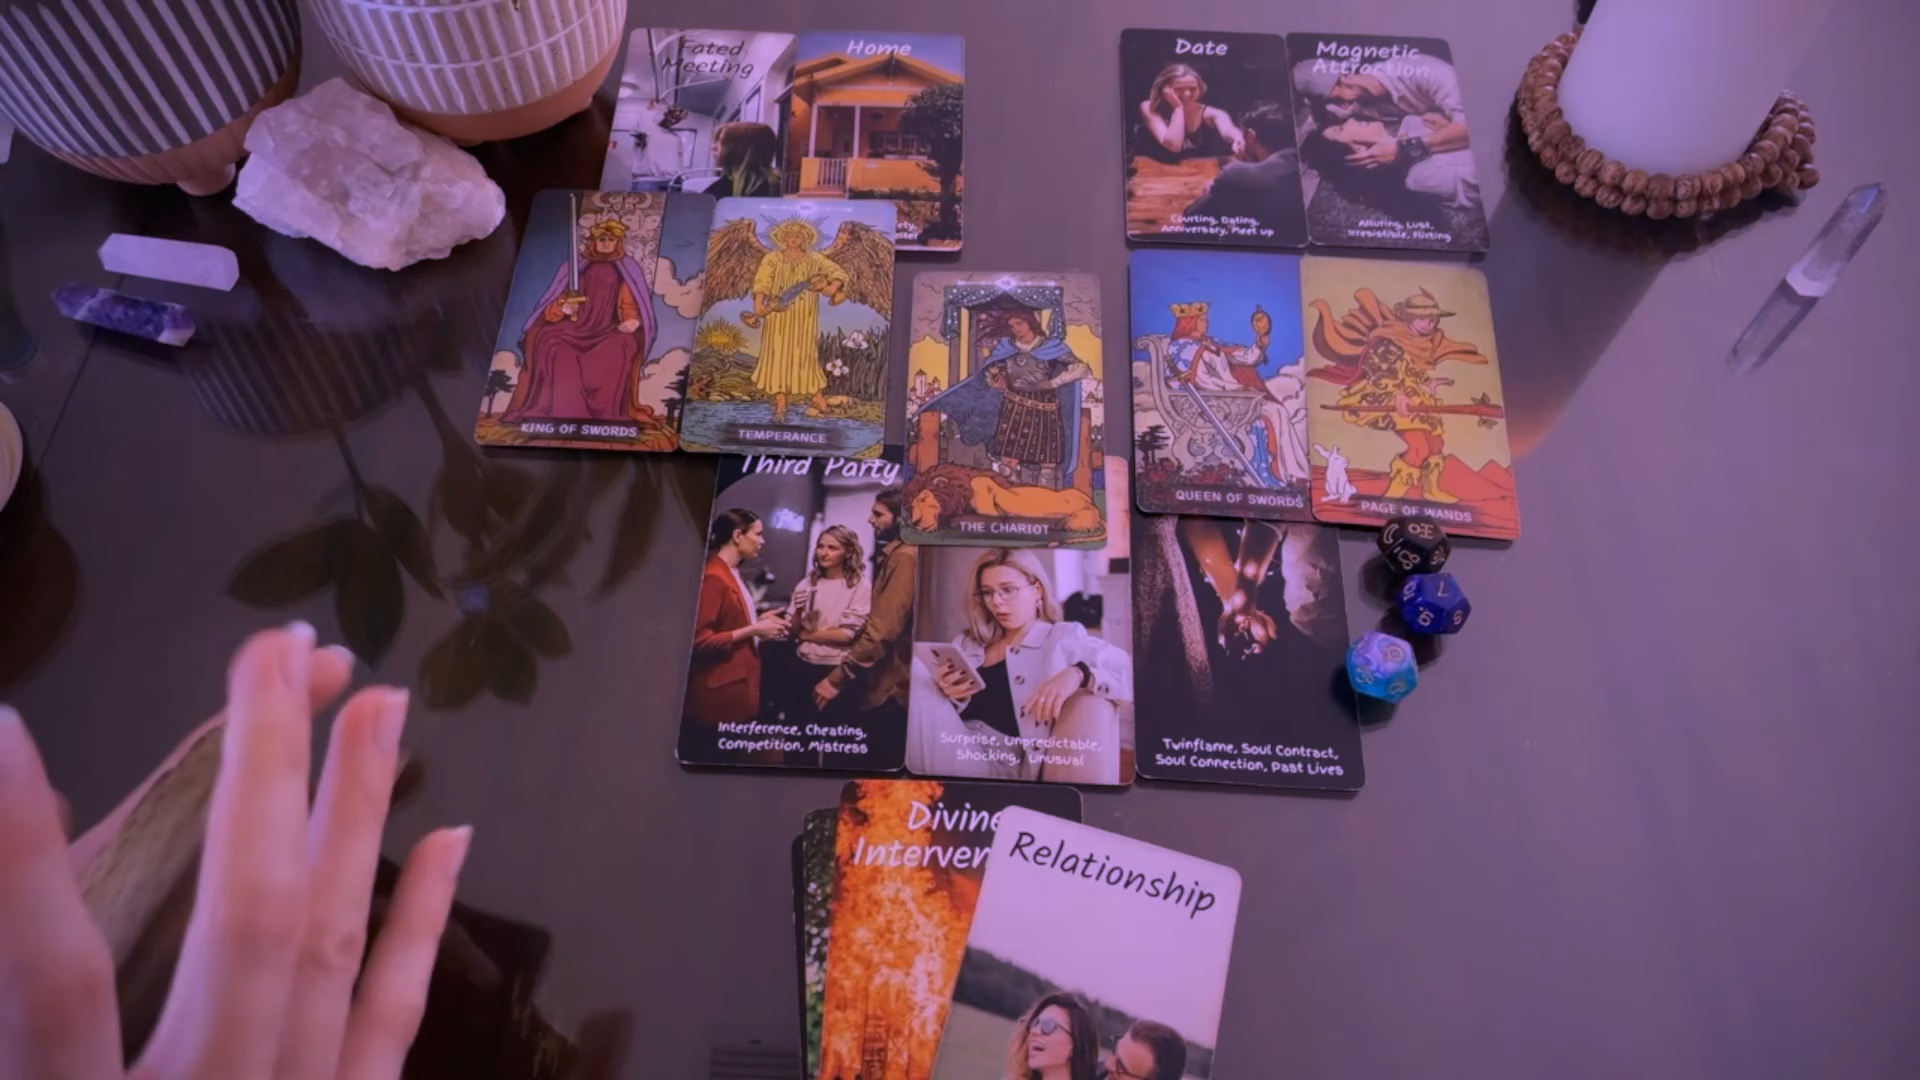 Fated
Meeting
Home
Date
Courting, Dating,
Anniversary, Meet up
Magnetic
Attraction
Alluring, Lust,
Irresistible, Flirting
KING OF SWORDS
XIV
TEMPERANCE
VII
THE CHARIOT
QUEEN OF SWORDS
PAGE OF WANDS
Third Party
Interference, Cheating,
Competition, Mistress
Surprise, Unpredictable,
Shocking, Unusual
Twinflame, Soul Contract,
Soul Connection, Past Lives
Divine
Interven
Relationship